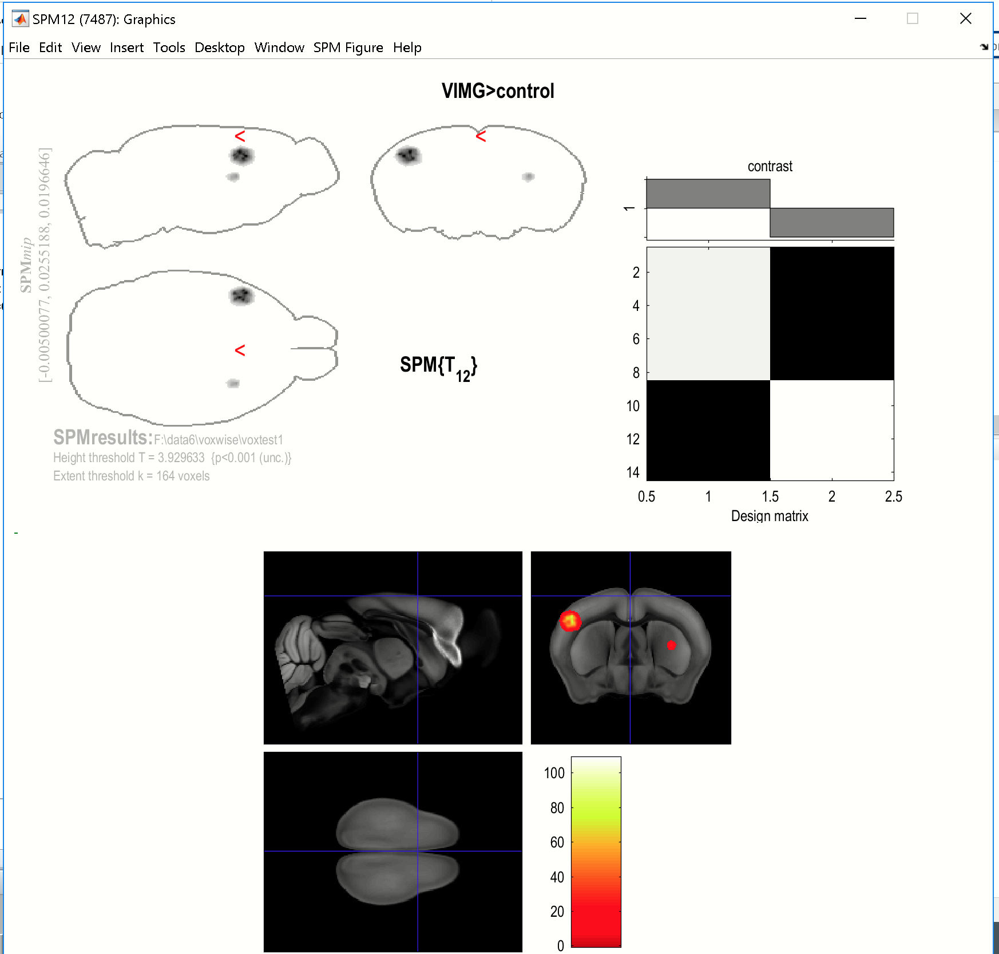 SPM12 (7487): Graphics
File Edit View Insert Tools Desktop Window SPM Figure Help
VIMG>control
SPMmip
[-0.00500077, 0.0255188, 0.0196646]
<
<
<
SPM{T12}
SPMresults: F:\data6\voxwise\voxtest1
Height threshold T = 3.929633 {p<0.001 (unc.)}
Extent threshold k = 164 voxels
contrast
1
2
4
6
8
10
12
14
0.5 1 1.5 2 2.5
Design matrix
100
80
60
40
20
0